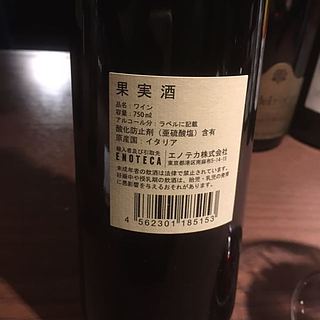 果実酒
品名：ワイン
容量：750㎖
アルコール分：ラベルに記載
酸化防止剤（亜硫酸塩）含有
原産国：イタリア
輸入者及び引取先
ENOTECA エノテカ株式会社
東京都港区南麻布5-14-15
未成年者の飲酒は法律で禁止されています。
妊娠中や授乳期の飲酒は、胎児・乳児の発育
に悪影響を与えるおそれがあります。
4 562301 185153